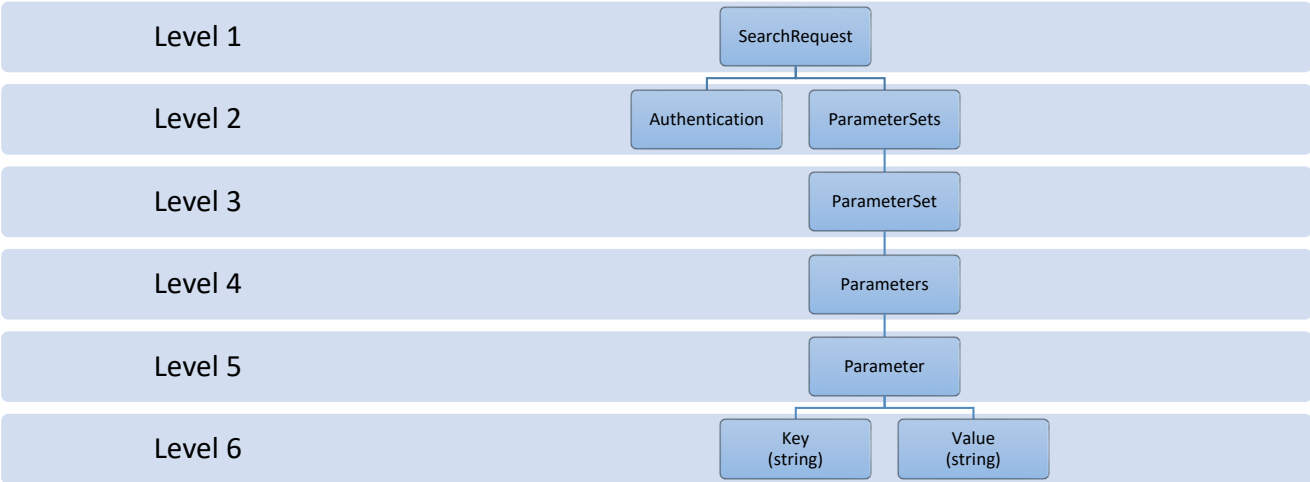 Level 1
SearchRequest
Level 2
Authentication
ParameterSets
Level 3
ParameterSet
Level 4
Parameters
Level 5
Parameter
Level 6
Key
(string)
Value
(string)